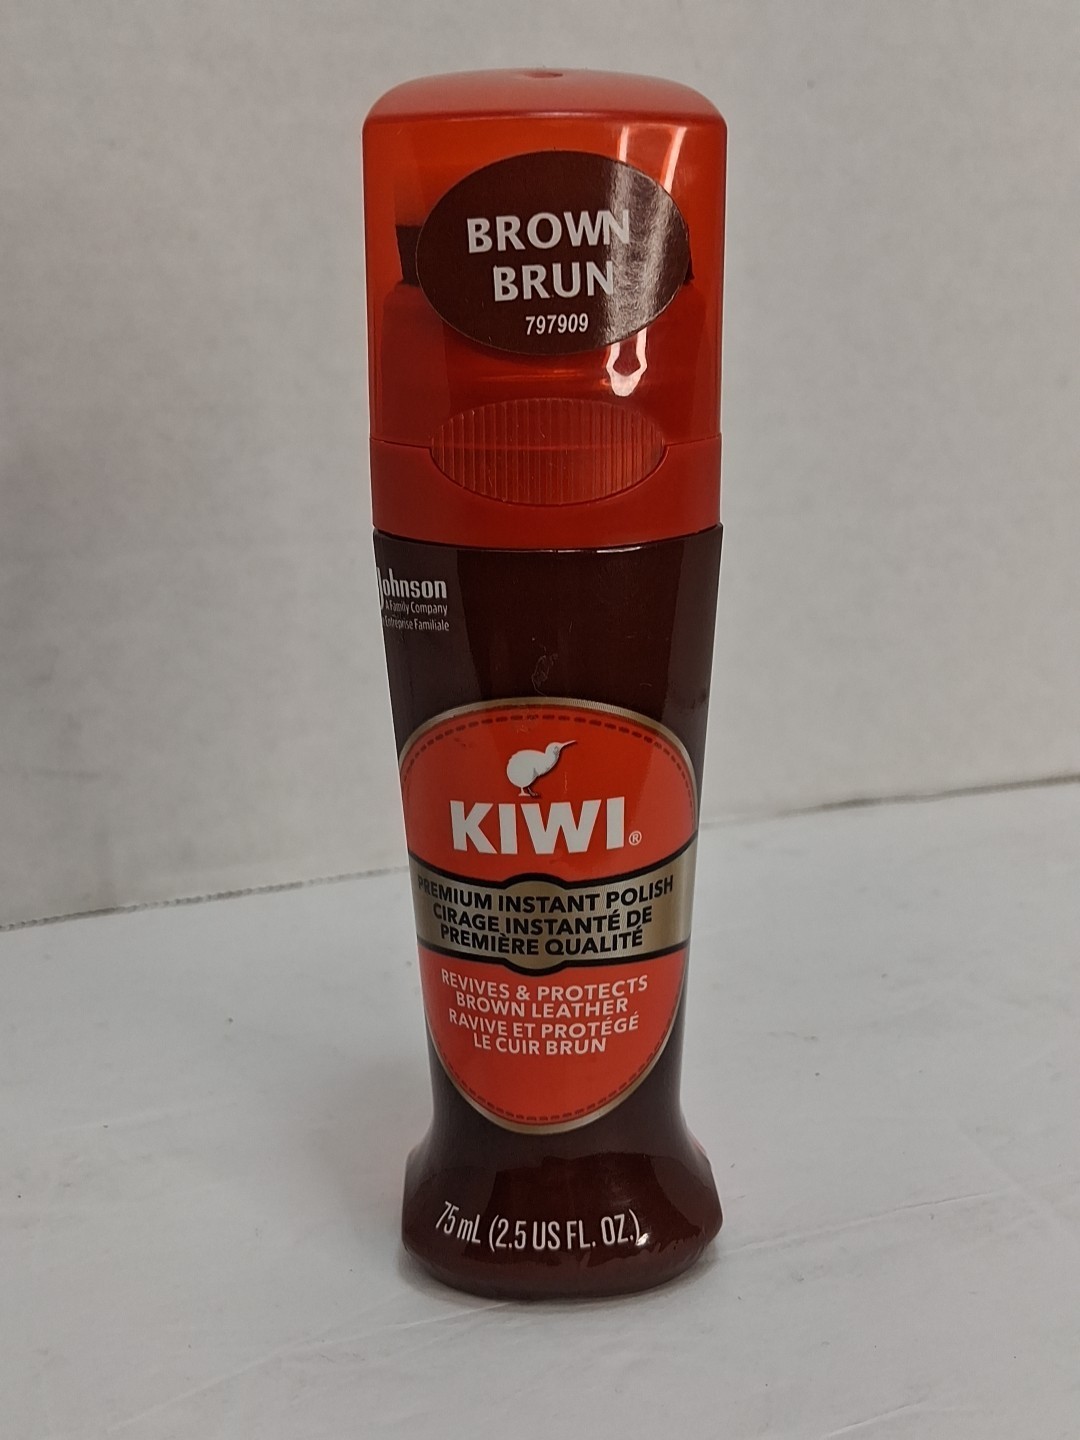 BROWN
BRUN
797909
Johnson
A Family Company
Entreprise Familiale
KIWI®
PREMIUM INSTANT POLISH
CIRAGE INSTANTÉ DE
PREMIÈRE QUALITÉ
REVIVES & PROTECTS
BROWN LEATHER
RAVIVE ET PROTÉGÉ
LE CUIR BRUN
75 mL (2.5 US FL. OZ.)